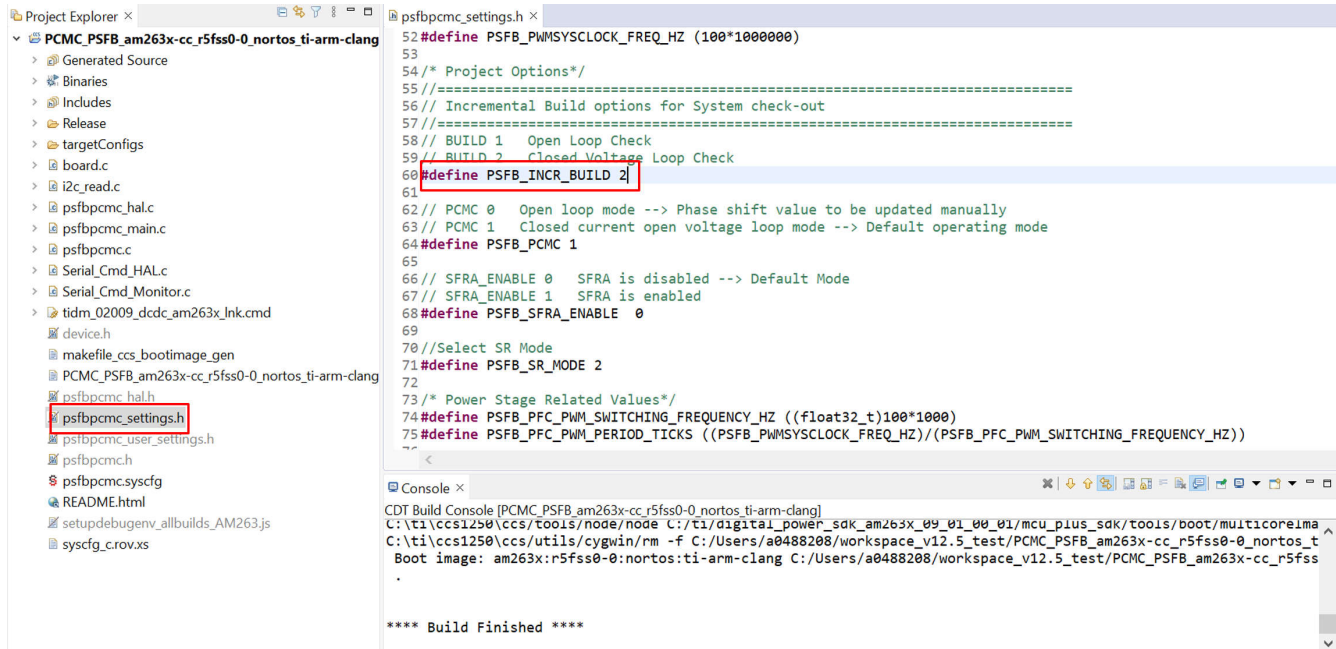 Project Explorer ×
PCMC_PSFB_am263x-cc_r5fss0-0_nortos_ti-arm-clang
Generated Source
Binaries
Includes
Release
targetConfigs
board.c
i2c_read.c
psfbpcmc_hal.c
psfbpcmc_main.c
psfbpcmc.c
Serial_Cmd_HAL.c
Serial_Cmd_Monitor.c
tidm_02009_dcdc_am263x_lnk.cmd
device.h
makefile_ccs_bootimage_gen
PCMC_PSFB_am263x-cc_r5fss0-0_nortos_ti-arm-clang
psfbpcmc_hal.h
psfbpcmc_settings.h
psfbpcmc_user_settings.h
psfbpcmc.h
psfbpcmc.syscfg
README.html
setupdebugenv_allbuilds_AM263.js
syscfg_c.rov.xs
psfbpcmc_settings.h ×
52 #define PSFB_PWMSYSCLOCK_FREQ_HZ (100*1000000)
53
54 /* Project Options*/
55 //=============================================================================
56 // Incremental Build options for System check-out
57 //=============================================================================
58 // BUILD 1   Open Loop Check
59 // BUILD 2   Closed Voltage Loop Check
60 #define PSFB_INCR_BUILD 2
61
62 // PCMC 0   Open loop mode --> Phase shift value to be updated manually
63 // PCMC 1   Closed current open voltage loop mode --> Default operating mode
64 #define PSFB_PCMC 1
65
66 // SFRA_ENABLE 0   SFRA is disabled --> Default Mode
67 // SFRA_ENABLE 1   SFRA is enabled
68 #define PSFB_SFRA_ENABLE  0
69
70 //Select SR Mode
71 #define PSFB_SR_MODE 2
72
73 /* Power Stage Related Values*/
74 #define PSFB_PFC_PWM_SWITCHING_FREQUENCY_HZ ((float32_t)100*1000)
75 #define PSFB_PFC_PWM_PERIOD_TICKS ((PSFB_PWMSYSCLOCK_FREQ_HZ)/(PSFB_PFC_PWM_SWITCHING_FREQUENCY_HZ))
Console ×
CDT Build Console [PCMC_PSFB_am263x-cc_r5fss0-0_nortos_ti-arm-clang]
C:\ti\ccs1250\ccs/tools/node/node C:/ti/digital_power_sdk_am263x_09_01_00_01/mcu_plus_sdk/tools/boot/multicorelma
C:\ti\ccs1250\ccs/utils/cygwin/rm -f C:/Users/a0488208/workspace_v12.5_test/PCMC_PSFB_am263x-cc_r5fss0-0_nortos_t
Boot image: am263x:r5fss0-0:nortos:ti-arm-clang C:/Users/a0488208/workspace_v12.5_test/PCMC_PSFB_am263x-cc_r5fss
.
**** Build Finished ****